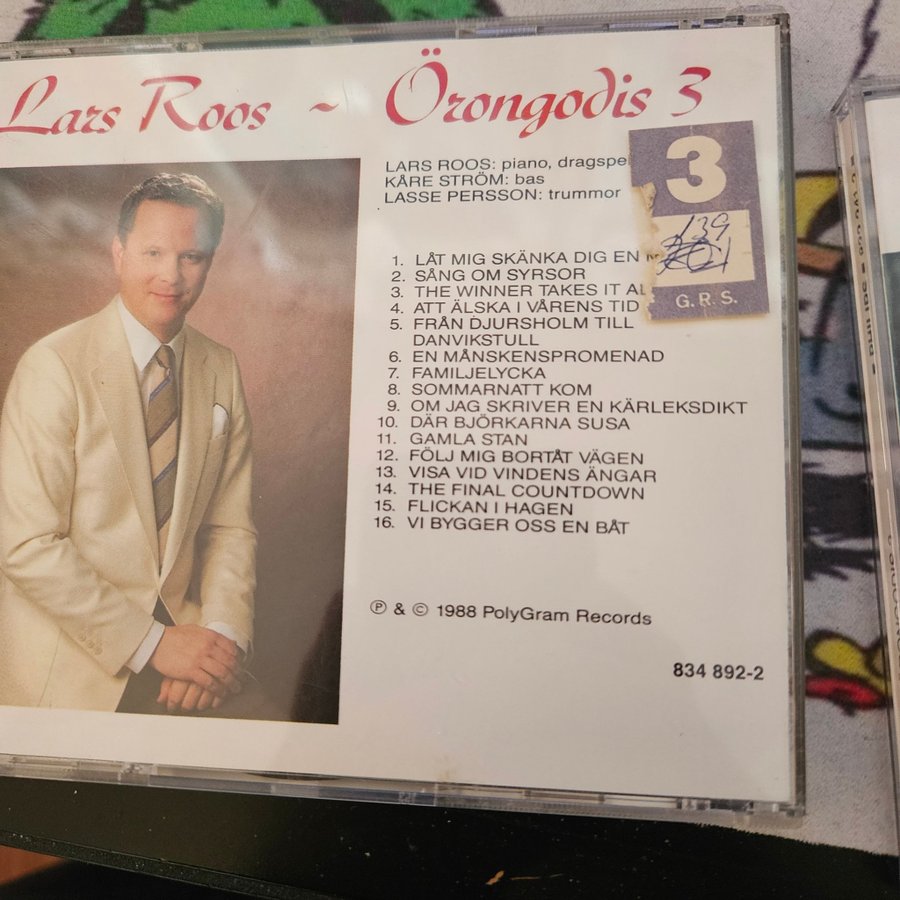 Lars Roos ~ Örongodis 3
LARS ROOS: piano, dragspe
KÅRE STRÖM: bas
LASSE PERSSON: trummor
3
139
G.R.S.
1. LÅT MIG SKÄNKA DIG EN
2. SÅNG OM SYRSOR
3. THE WINNER TAKES IT AL
4. ATT ÄLSKA I VÅRENS TID
5. FRÅN DJURSHOLM TILL
DANVIKSTULL
6. EN MÅNSKENSPROMENAD
7. FAMILJELYCKA
8. SOMMARNATT KOM
9. OM JAG SKRIVER EN KÄRLEKSDIKT
10. DÄR BJÖRKARNA SUSA
11. GAMLA STAN
12. FÖLJ MIG BORTÅT VÄGEN
13. VISA VID VINDENS ÄNGAR
14. THE FINAL COUNTDOWN
15. FLICKAN I HAGEN
16. VI BYGGER OSS EN BÅT
℗ & © 1988 PolyGram Records
834 892-2